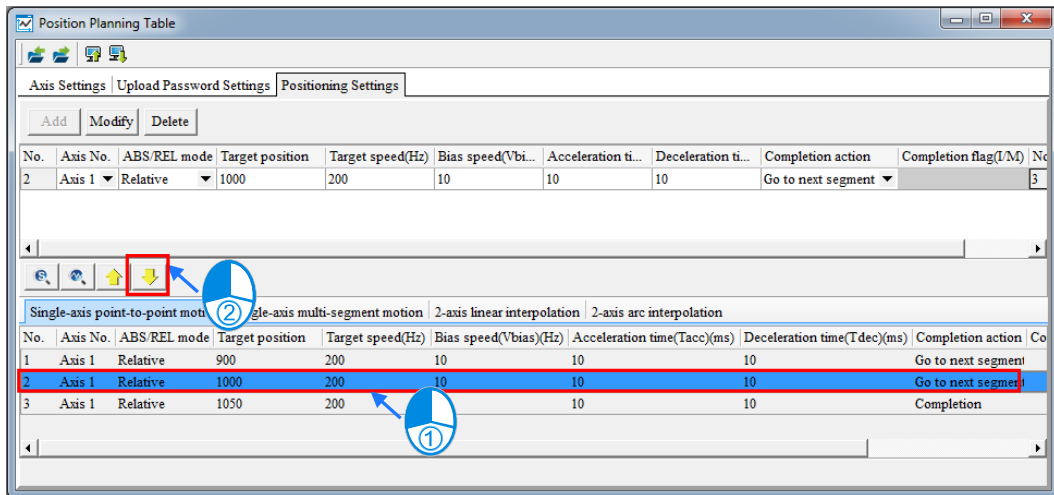 Position Planning Table
Axis Settings Upload Password Settings Positioning Settings
Add Modify Delete
No. Axis No. ABS/REL mode Target position Target speed(Hz) Bias speed(Vbi... Acceleration ti... Deceleration ti... Completion action Completion flag(I/M) No
2 Axis 1 Relative 1000 200 10 10 10 Go to next segment 3
②
Single-axis point-to-point moti gle-axis multi-segment motion 2-axis linear interpolation 2-axis arc interpolation
No. Axis No. ABS/REL mode Target position Target speed(Hz) Bias speed(Vbias)(Hz) Acceleration time(Tacc)(ms) Deceleration time(Tdec)(ms) Completion action Co
1 Axis 1 Relative 900 200 10 10 10 Go to next segment
2 Axis 1 Relative 1000 200 10 10 10 Go to next segment
3 Axis 1 Relative 1050 200 10 10 Completion
①